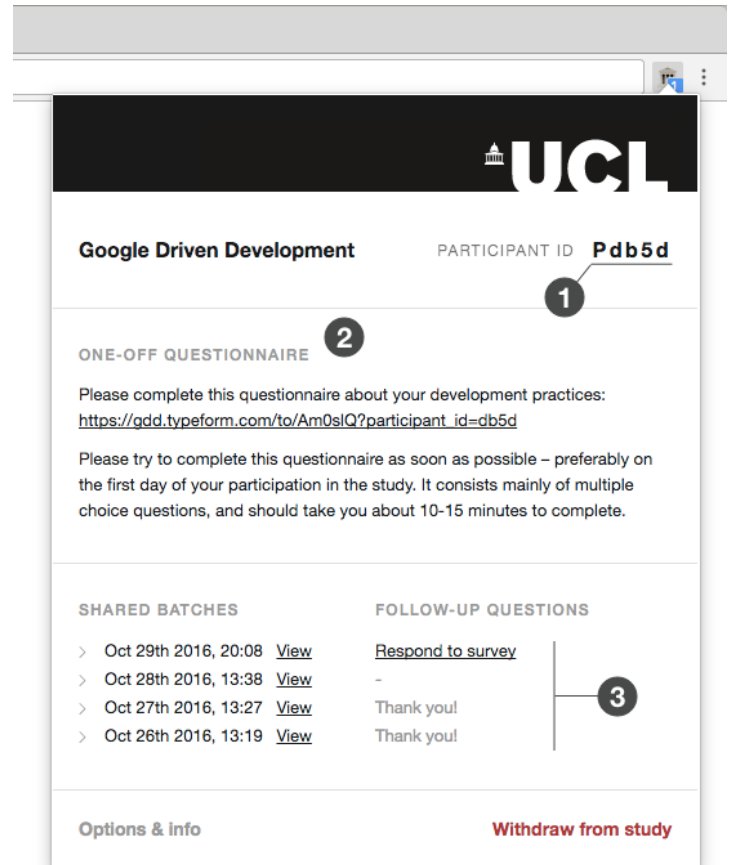 1
UCL
Google Driven Development
PARTICIPANT ID Pdb5d
1
2
ONE-OFF QUESTIONNAIRE
Please complete this questionnaire about your development practices:
https://gdd.typeform.com/to/Am0slQ?participant_id=db5d
Please try to complete this questionnaire as soon as possible – preferably on
the first day of your participation in the study. It consists mainly of multiple
choice questions, and should take you about 10-15 minutes to complete.
SHARED BATCHES FOLLOW-UP QUESTIONS
> Oct 29th 2016, 20:08 View Respond to survey
> Oct 28th 2016, 13:38 View -
> Oct 27th 2016, 13:27 View Thank you!
> Oct 26th 2016, 13:19 View Thank you!
3
Options & info Withdraw from study